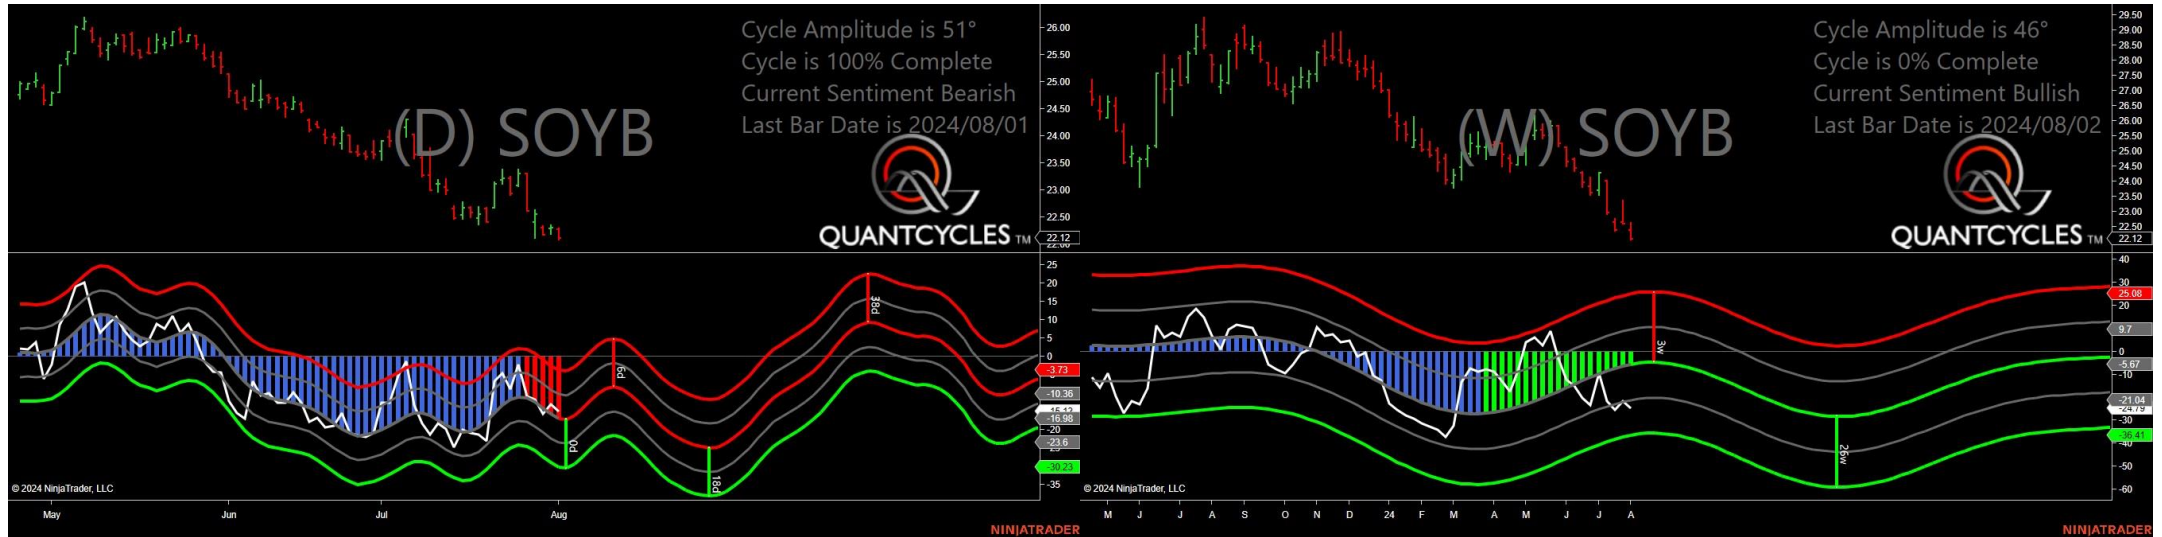 Cycle Amplitude is 51°
Cycle is 100% Complete
Current Sentiment Bearish
Last Bar Date is 2024/08/01
(D) SOYB
QUANTCYCLES TM
26.00
25.50
25.00
24.50
24.00
23.50
23.00
22.50
22.12
25
20
15
10
5
0
-3.73
-10.36
-16.98
-20
-23.6
-30.23
-35
38d
6d
0d
18d
© 2024 NinjaTrader, LLC
May Jun Jul Aug
NINJATRADER
Cycle Amplitude is 46°
Cycle is 0% Complete
Current Sentiment Bullish
Last Bar Date is 2024/08/02
(W) SOYB
QUANTCYCLES TM
29.50
29.00
28.50
28.00
27.50
27.00
26.50
26.00
25.50
25.00
24.50
24.00
23.50
23.00
22.50
22.12
40
30
25.08
20
9.7
0
-5.67
-10
-21.04
-24.79
-30
-36.41
-40
-50
-60
3w
26w
© 2024 NinjaTrader, LLC
M J J A S O N D 24 F M A M J J A
NINJATRADER